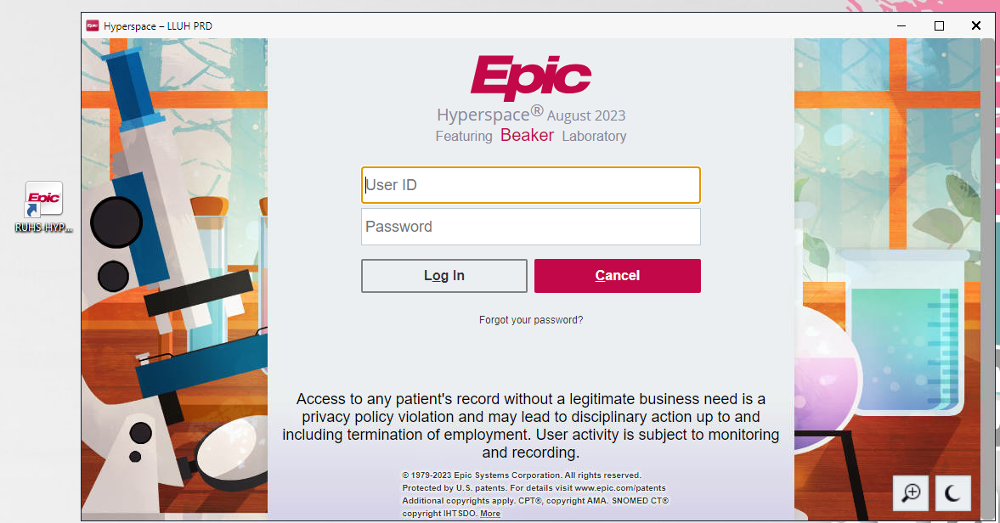 Epic
Hyperspace – LLUH PRD
Epic
Hyperspace® August 2023
Featuring Beaker Laboratory
User ID
Password
Log In
Cancel
Forgot your password?
Epic
RUHS-HYP...
Access to any patient's record without a legitimate business need is a
privacy policy violation and may lead to disciplinary action up to and
including termination of employment. User activity is subject to monitoring
and recording.
© 1979-2023 Epic Systems Corporation. All rights reserved.
Protected by U.S. patents. For details visit www.epic.com/patents
Additional copyrights apply. CPT®, copyright AMA. SNOMED CT®
copyright IHTSDO. More